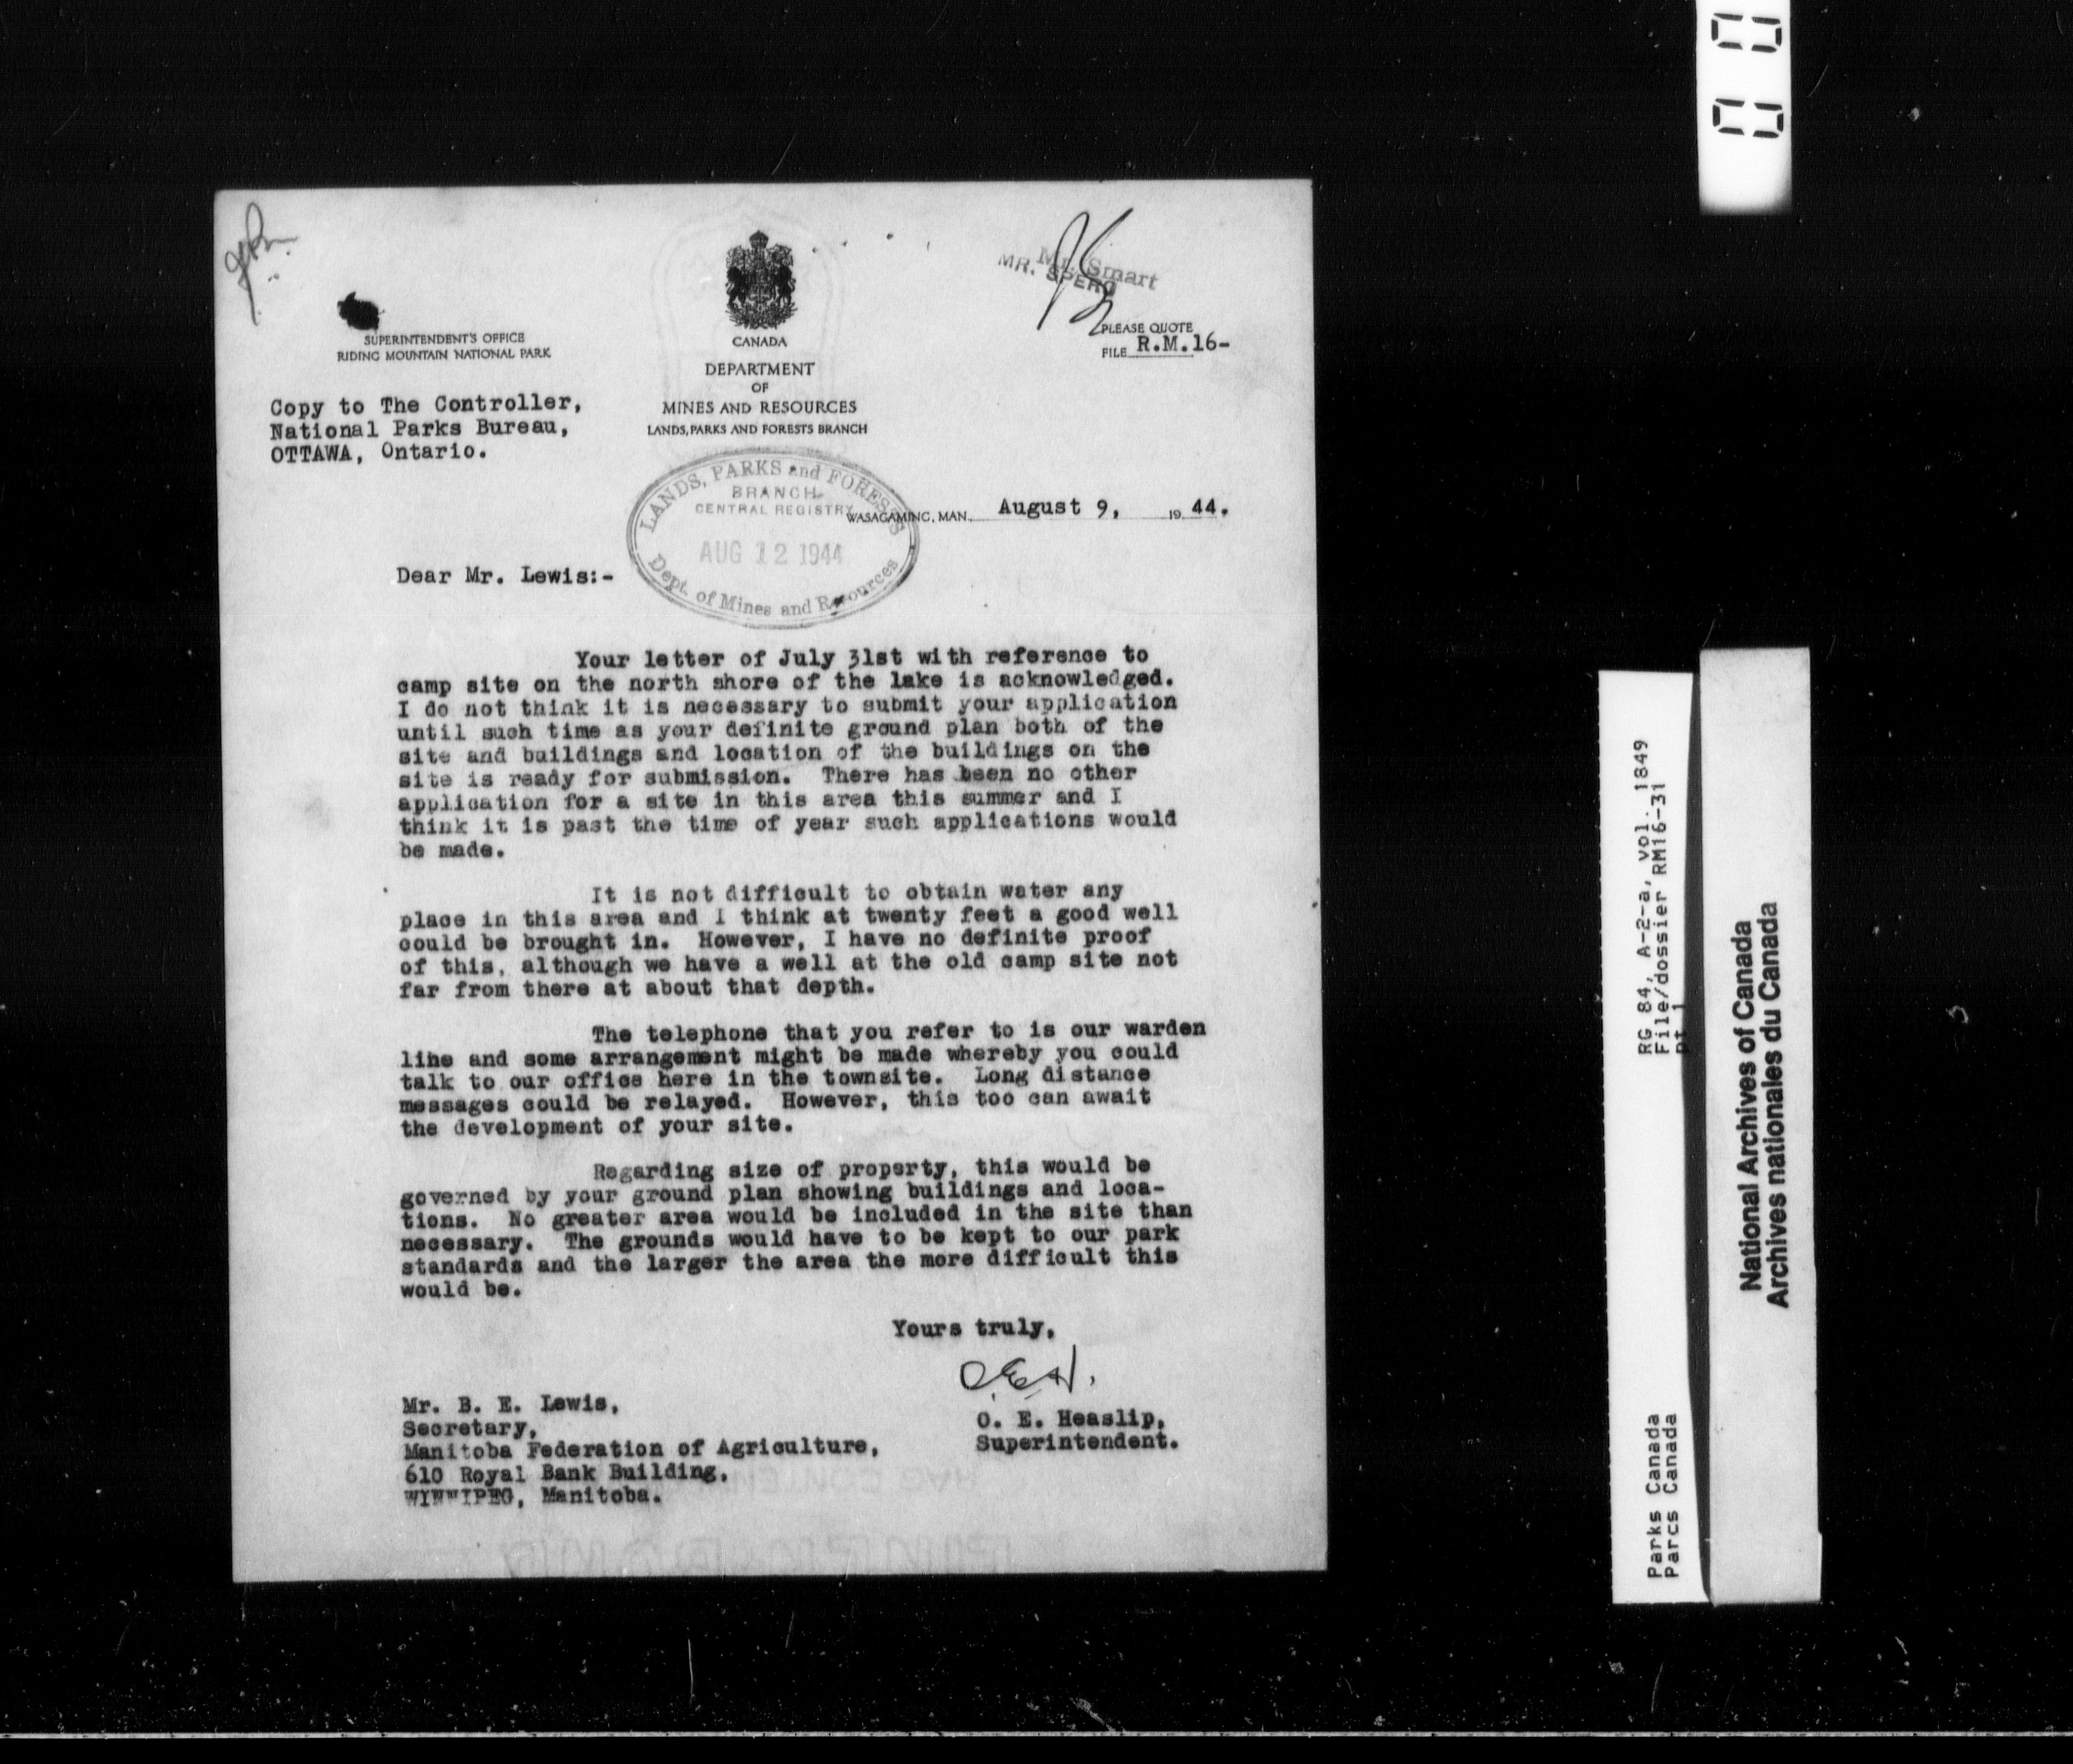 Mr. Smart
MR. SPERO
SUPERINTENDENT'S OFFICE
RIDING MOUNTAIN NATIONAL PARK
CANADA
DEPARTMENT
OF
MINES AND RESOURCES
LANDS, PARKS AND FORESTS BRANCH
PLEASE QUOTE
FILE R.M.16-
Copy to The Controller,
National Parks Bureau,
OTTAWA, Ontario.
LANDS, PARKS and FORESTS
BRANCH
CENTRAL REGISTRY
AUG 12 1944
Dept. of Mines and Resources
WASAGAMING, MAN. August 9, 1944.
Dear Mr. Lewis:-
Your letter of July 31st with reference to
camp site on the north shore of the lake is acknowledged.
I do not think it is necessary to submit your application
until such time as your definite ground plan both of the
site and buildings and location of the buildings on the
site is ready for submission. There has been no other
application for a site in this area this summer and I
think it is past the time of year such applications would
be made.
It is not difficult to obtain water any
place in this area and I think at twenty feet a good well
could be brought in. However, I have no definite proof
of this, although we have a well at the old camp site not
far from there at about that depth.
The telephone that you refer to is our warden
line and some arrangement might be made whereby you could
talk to our office here in the townsite. Long distance
messages could be relayed. However, this too can await
the development of your site.
Regarding size of property, this would be
governed by your ground plan showing buildings and loca-
tions. No greater area would be included in the site than
necessary. The grounds would have to be kept to our park
standards and the larger the area the more difficult this
would be.
Yours truly,
O.E.H.
O. E. Heaslip,
Superintendent.
Mr. B. E. Lewis,
Secretary,
Manitoba Federation of Agriculture,
610 Royal Bank Building,
WINNIPEG, Manitoba.
RG 84, A-2-a, vol. 1849
File/dossier RM16-31
pt 1
Parks Canada
Parcs Canada
National Archives of Canada
Archives nationales du Canada